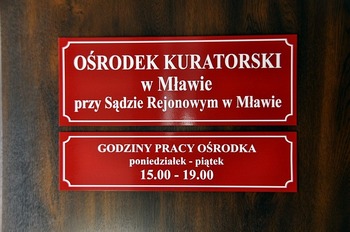 OŚRODEK KURATORSKI
w Mławie
przy Sądzie Rejonowym w Mławie
GODZINY PRACY OŚRODKA
poniedziałek - piątek
15.00 - 19.00